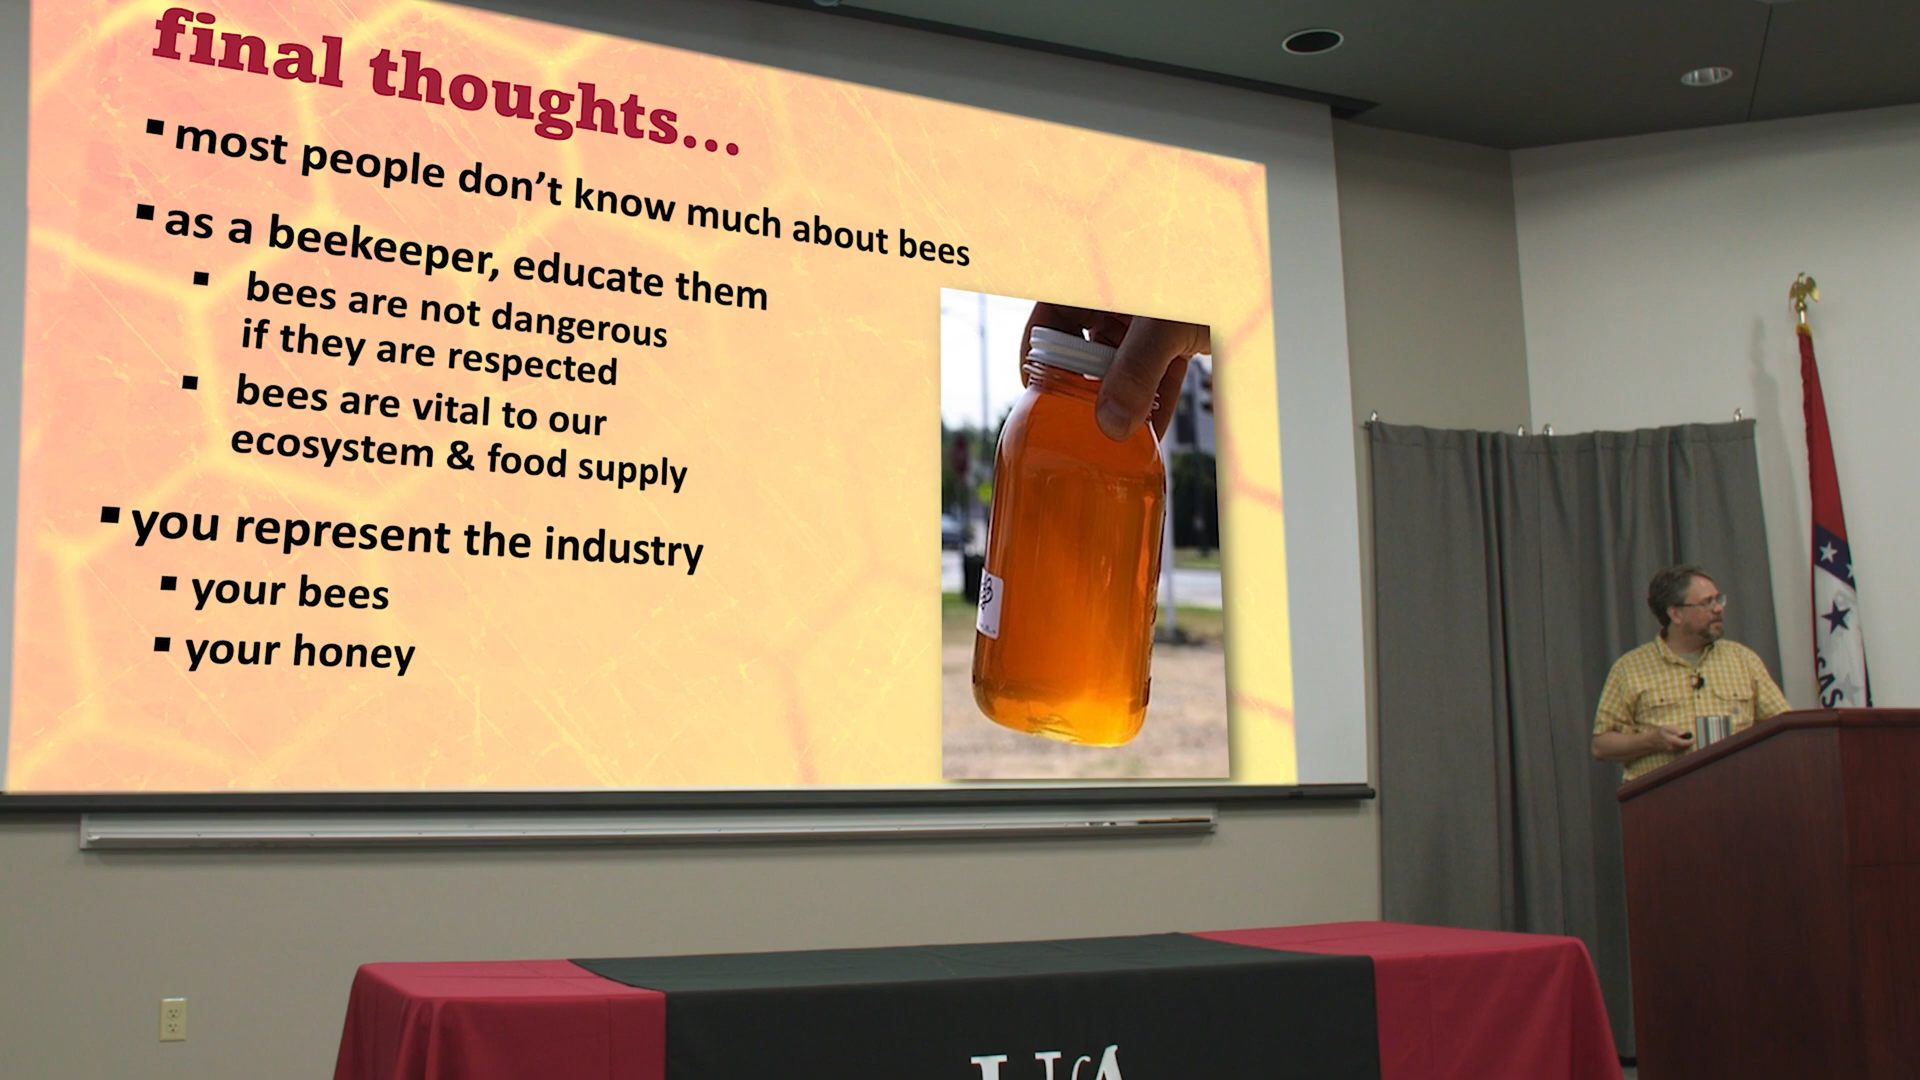 final thoughts...
▪ most people don't know much about bees
▪ as a beekeeper, educate them
▪ bees are not dangerous
if they are respected
▪ bees are vital to our
ecosystem & food supply
▪ you represent the industry
▪ your bees
▪ your honey